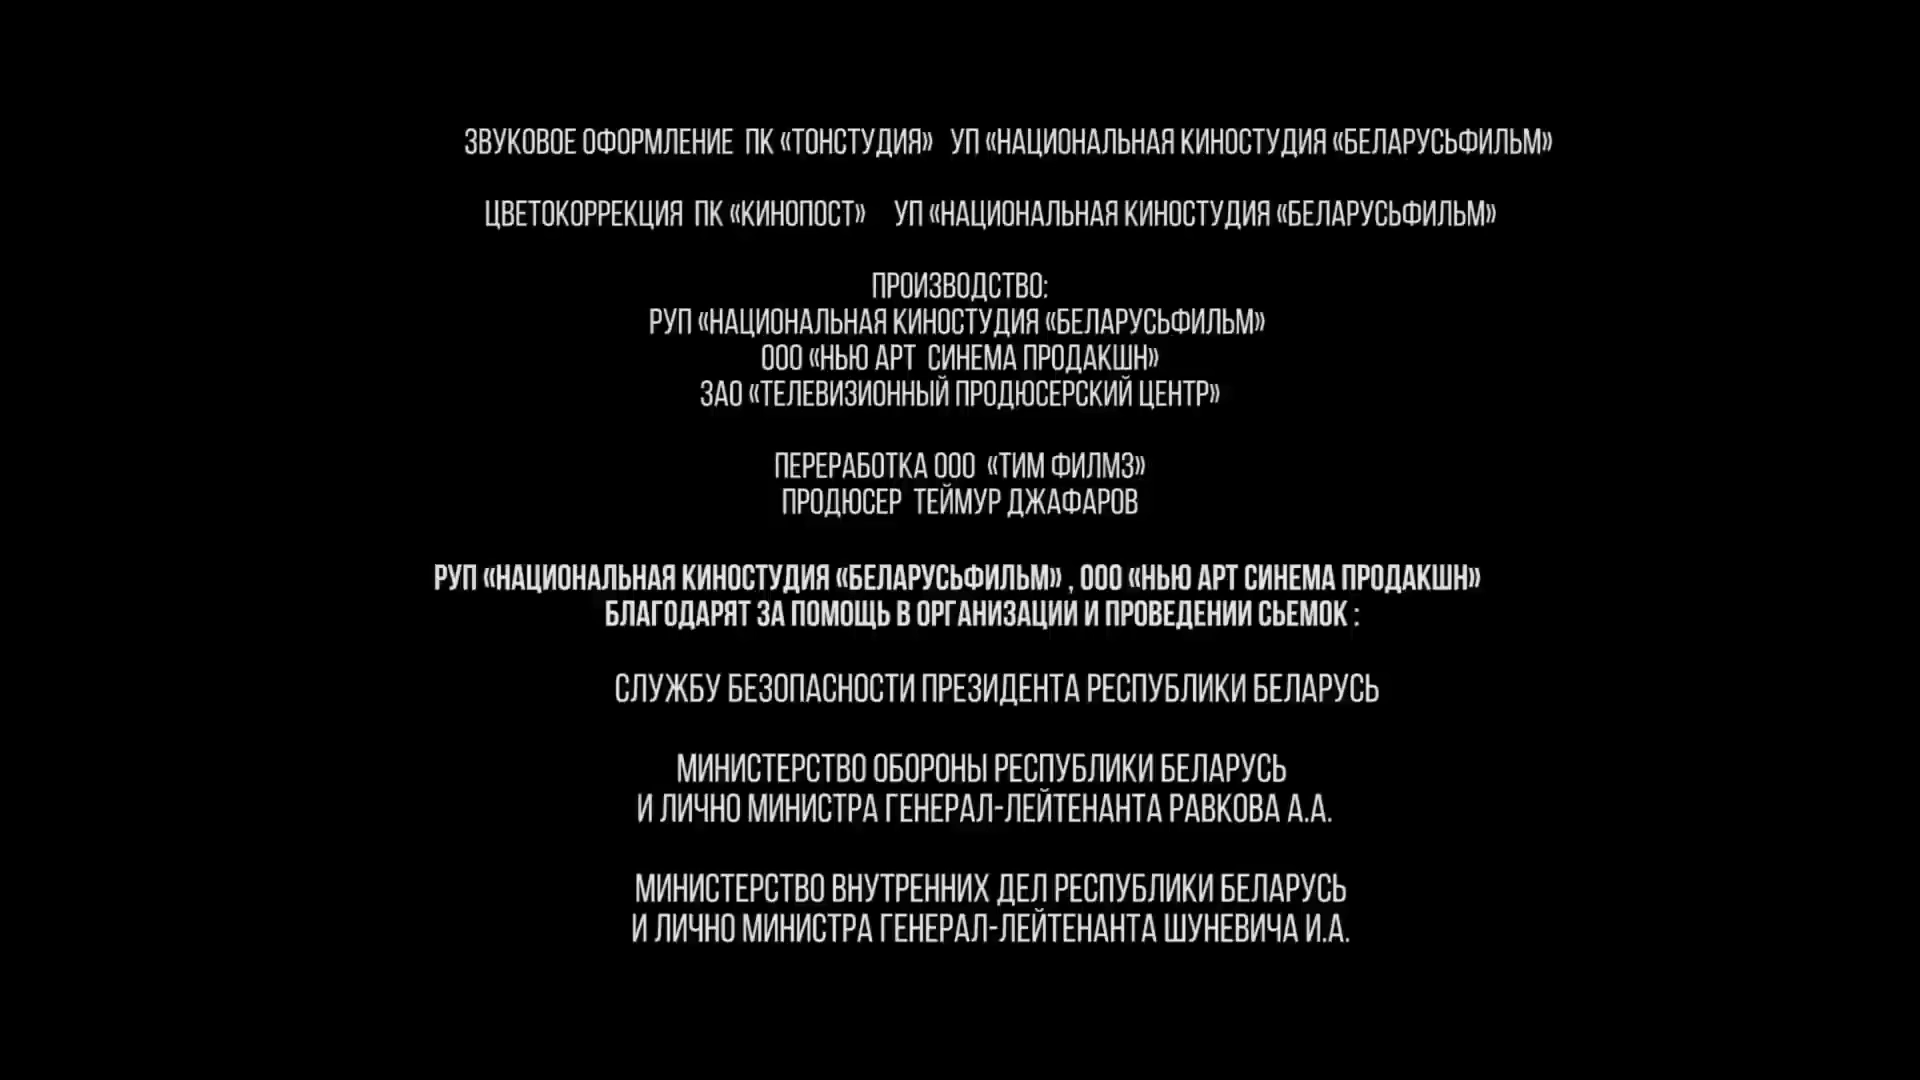 ЗВУКОВОЕ ОФОРМЛЕНИЕ ПК «ТОНСТУДИЯ» УП «НАЦИОНАЛЬНАЯ КИНОСТУДИЯ «БЕЛАРУСЬФИЛЬМ»
ЦВЕТОКОРРЕКЦИЯ ПК «КИНОПОСТ» УП «НАЦИОНАЛЬНАЯ КИНОСТУДИЯ «БЕЛАРУСЬФИЛЬМ»
ПРОИЗВОДСТВО:
РУП «НАЦИОНАЛЬНАЯ КИНОСТУДИЯ «БЕЛАРУСЬФИЛЬМ»
ООО «НЬЮ АРТ СИНЕМА ПРОДАКШН»
ЗАО «ТЕЛЕВИЗИОННЫЙ ПРОДЮСЕРСКИЙ ЦЕНТР»
ПЕРЕРАБОТКА ООО «ТИМ ФИЛМЗ»
ПРОДЮСЕР ТЕЙМУР ДЖАФАРОВ
РУП «НАЦИОНАЛЬНАЯ КИНОСТУДИЯ «БЕЛАРУСЬФИЛЬМ» , ООО «НЬЮ АРТ СИНЕМА ПРОДАКШН»
БЛАГОДАРЯТ ЗА ПОМОЩЬ В ОРГАНИЗАЦИИ И ПРОВЕДЕНИИ СЬЕМОК :
СЛУЖБУ БЕЗОПАСНОСТИ ПРЕЗИДЕНТА РЕСПУБЛИКИ БЕЛАРУСЬ
МИНИСТЕРСТВО ОБОРОНЫ РЕСПУБЛИКИ БЕЛАРУСЬ
И ЛИЧНО МИНИСТРА ГЕНЕРАЛ-ЛЕЙТЕНАНТА РАВКОВА А.А.
МИНИСТЕРСТВО ВНУТРЕННИХ ДЕЛ РЕСПУБЛИКИ БЕЛАРУСЬ
И ЛИЧНО МИНИСТРА ГЕНЕРАЛ-ЛЕЙТЕНАНТА ШУНЕВИЧА И.А.